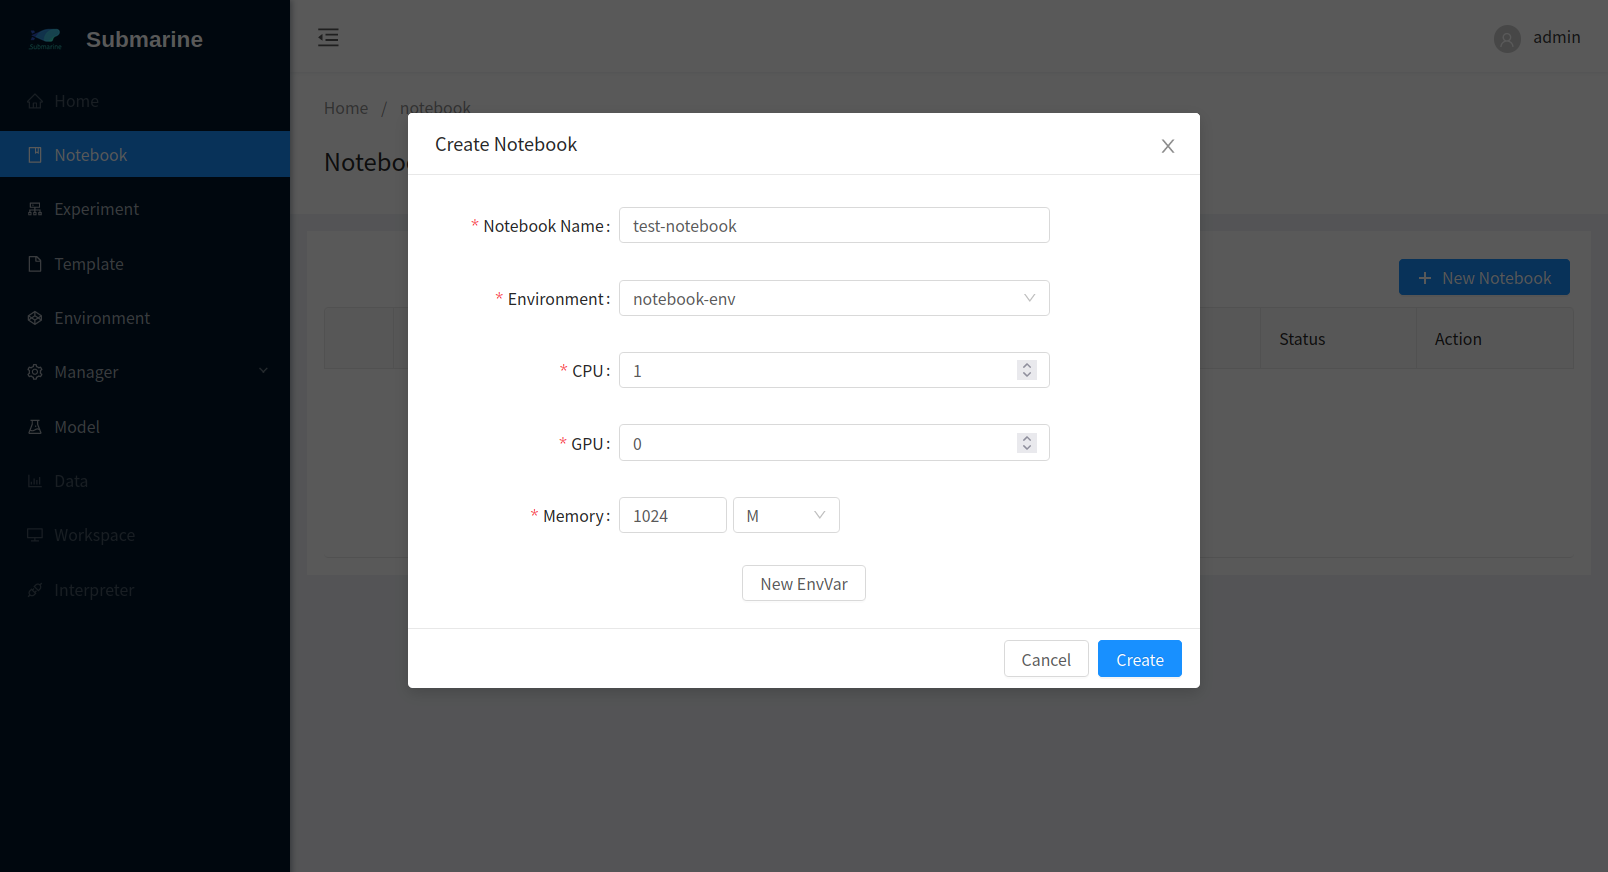 Submarine
Submarine
admin
Home
Notebook
Experiment
Template
Environment
Manager
Model
Data
Workspace
Interpreter
Home / notebook
Create Notebook
* Notebook Name: test-notebook
* Environment: notebook-env
* CPU: 1
* GPU: 0
* Memory: 1024 M
New EnvVar
Cancel Create
+ New Notebook
Status Action